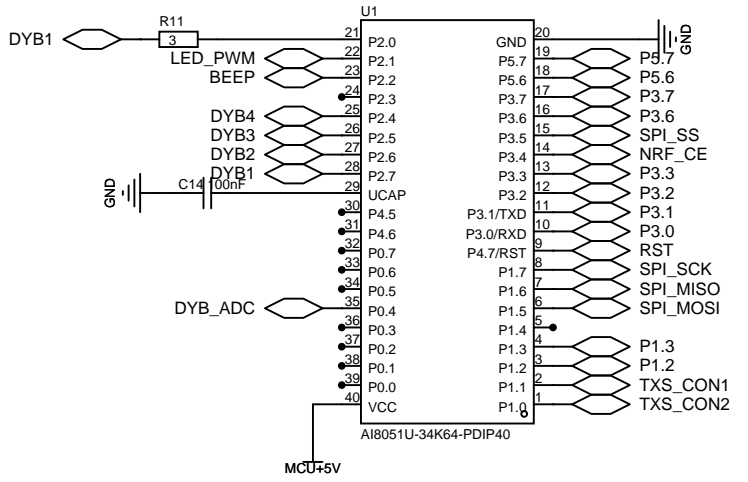 U1
R11
DYB1 3 21 P2.0 GND 20 GND
LED_PWM 22 P2.1 P5.7 19 P5.7
BEEP 23 P2.2 P5.6 18 P5.6
24 P2.3 P3.7 17 P3.7
DYB4 25 P2.4 P3.6 16 P3.6
DYB3 26 P2.5 P3.5 15 SPI_SS
DYB2 27 P2.6 P3.4 14 NRF_CE
DYB1 28 P2.7 P3.3 13 P3.3
GND C14 100nF 29 UCAP P3.2 12 P3.2
30 P4.5 P3.1/TXD 11 P3.1
31 P4.6 P3.0/RXD 10 P3.0
32 P0.7 P4.7/RST 9 RST
33 P0.6 P1.7 8 SPI_SCK
34 P0.5 P1.6 7 SPI_MISO
DYB_ADC 35 P0.4 P1.5 6 SPI_MOSI
36 P0.3 P1.4 5
37 P0.2 P1.3 4 P1.3
38 P0.1 P1.2 3 P1.2
39 P0.0 P1.1 2 TXS_CON1
40 VCC P1.0 1 TXS_CON2
AI8051U-34K64-PDIP40
MCU+5V